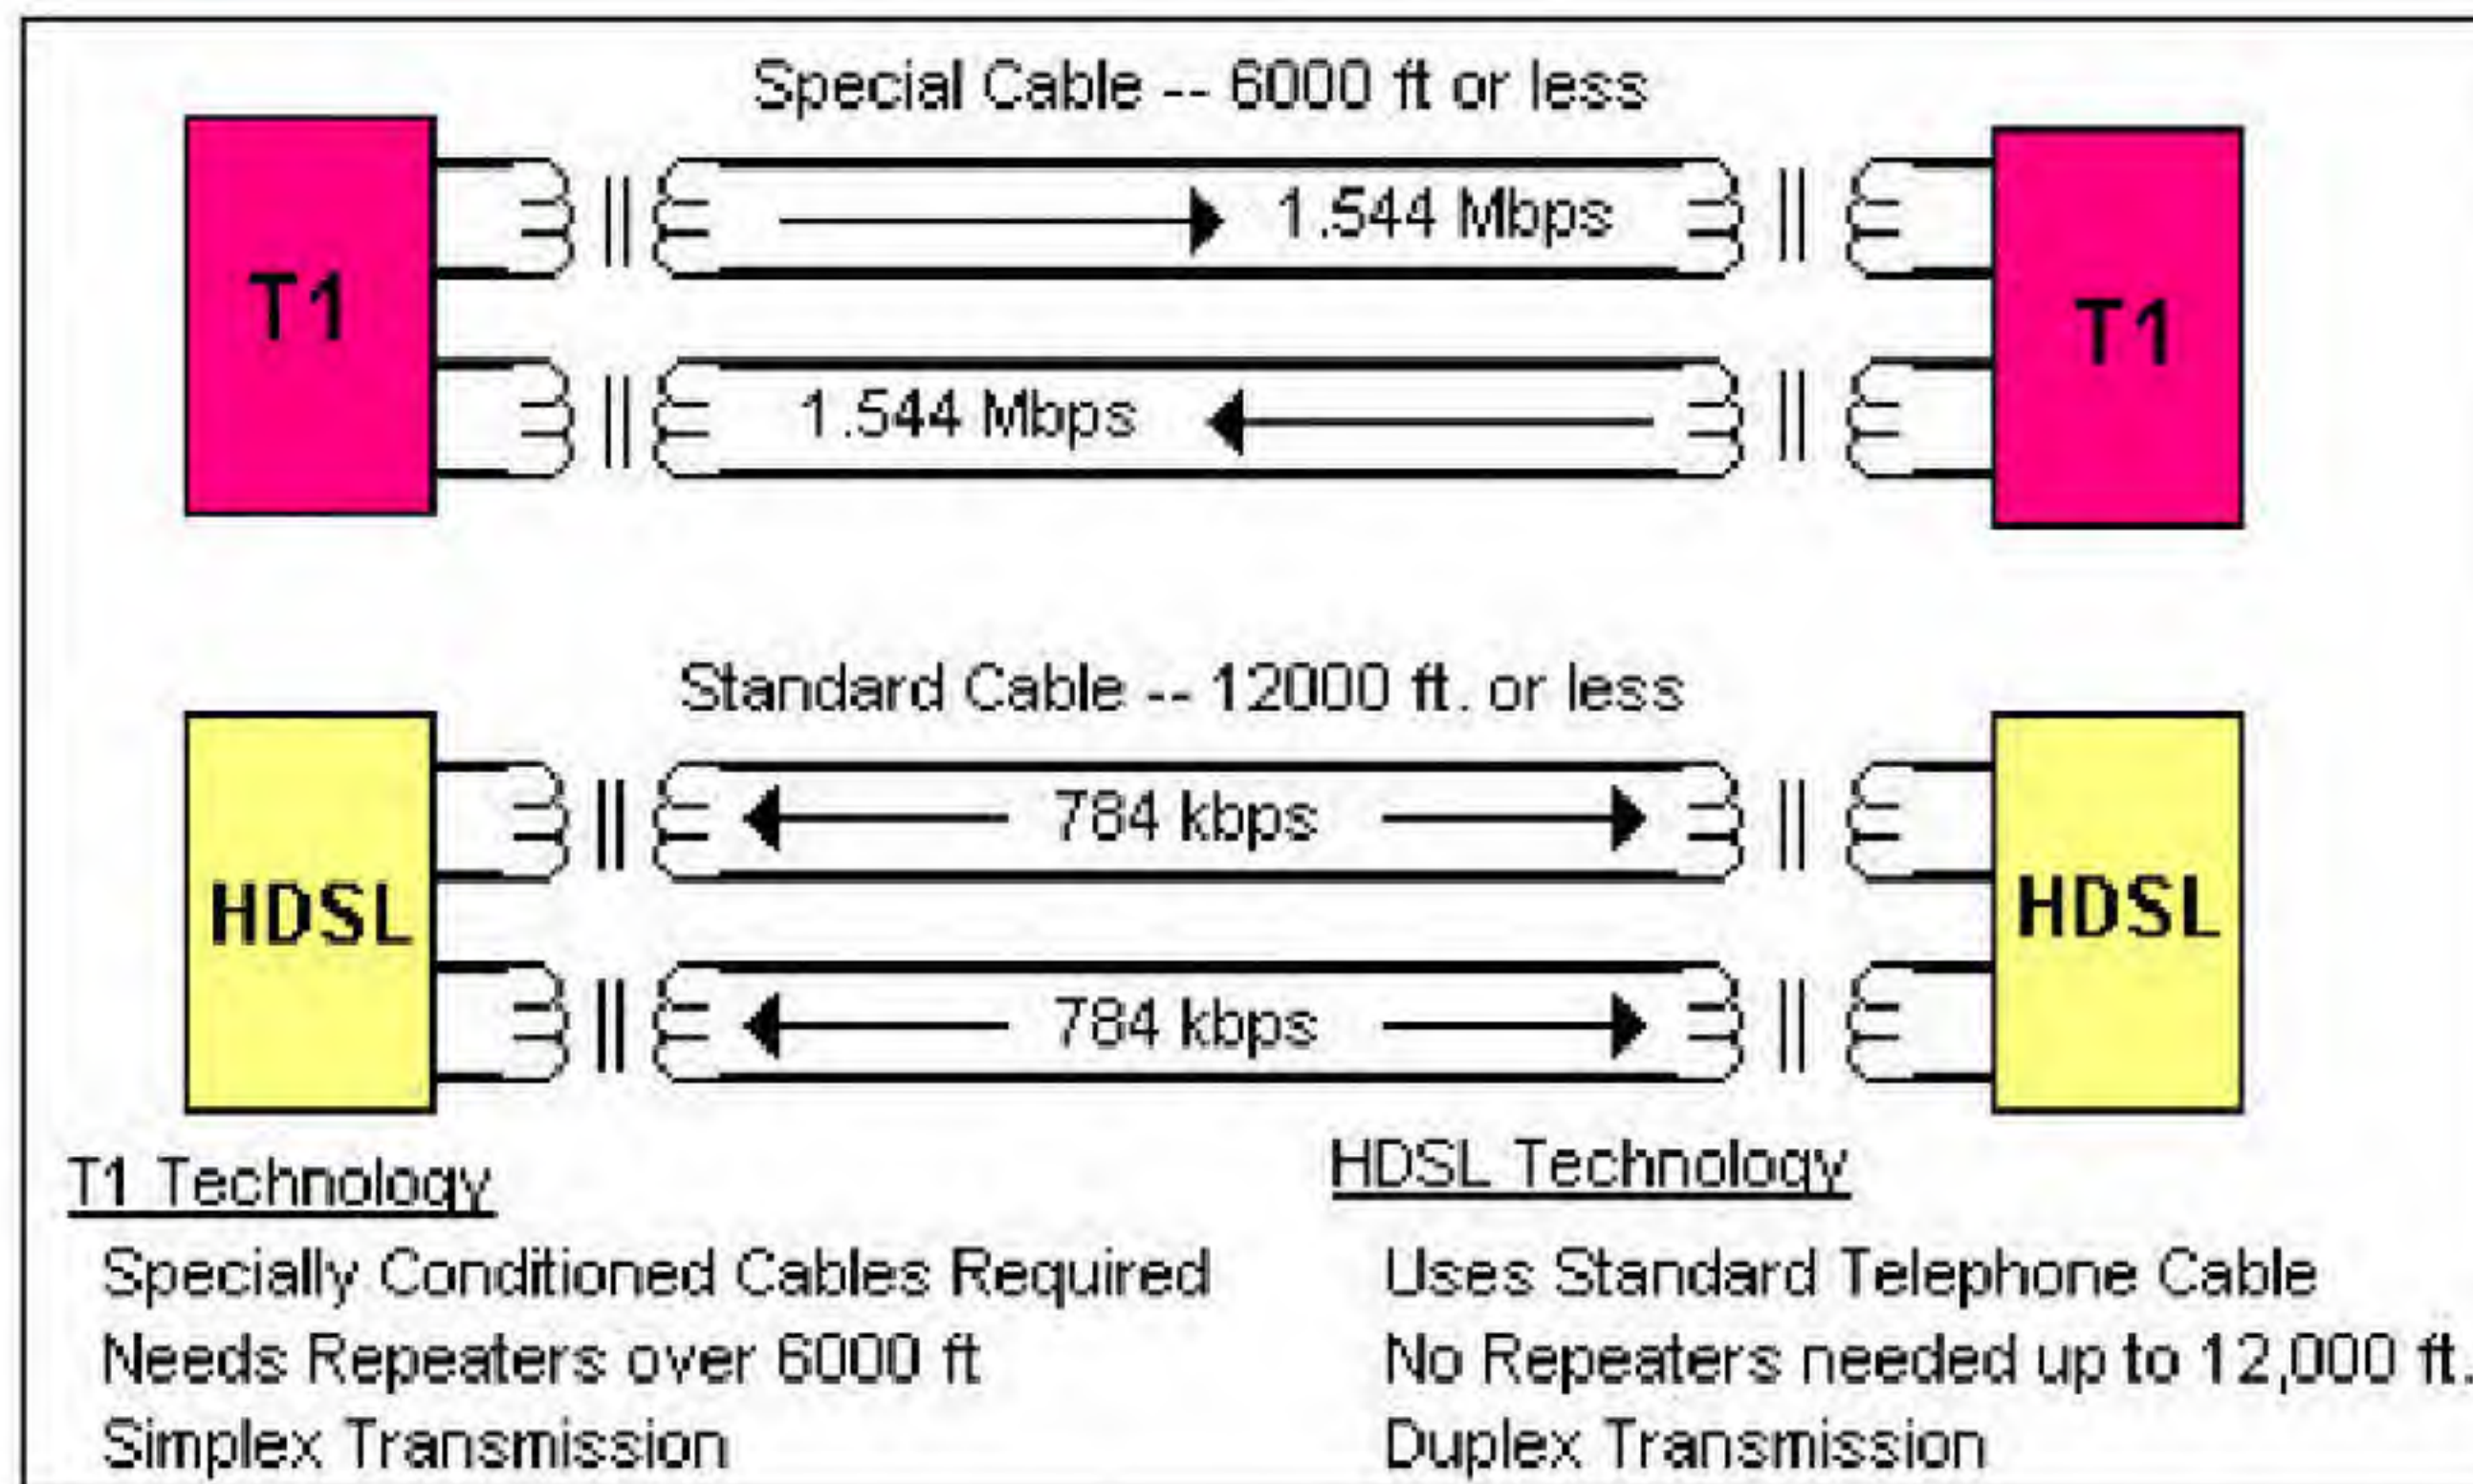 Special Cable -- 6000 ft or less
T1
1.544 Mbps
T1
1.544 Mbps
Standard Cable -- 12000 ft. or less
HDSL
784 kbps
HDSL
784 kbps
T1 Technology
Specially Conditioned Cables Required
Needs Repeaters over 6000 ft
Simplex Transmission
HDSL Technology
Uses Standard Telephone Cable
No Repeaters needed up to 12,000 ft.
Duplex Transmission